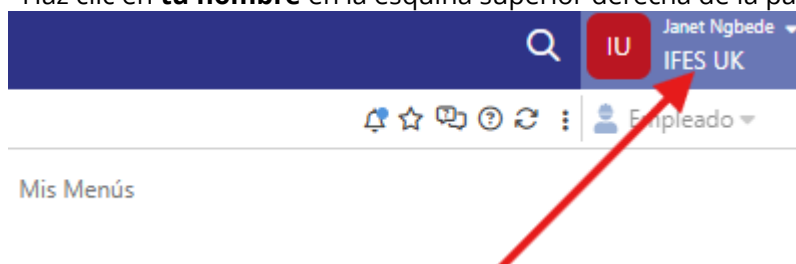 Haz clic en tu nombre en la esquina superior derecha de la
Janet Ngbede
IU
IFES UK
Empleado
Mis Menús